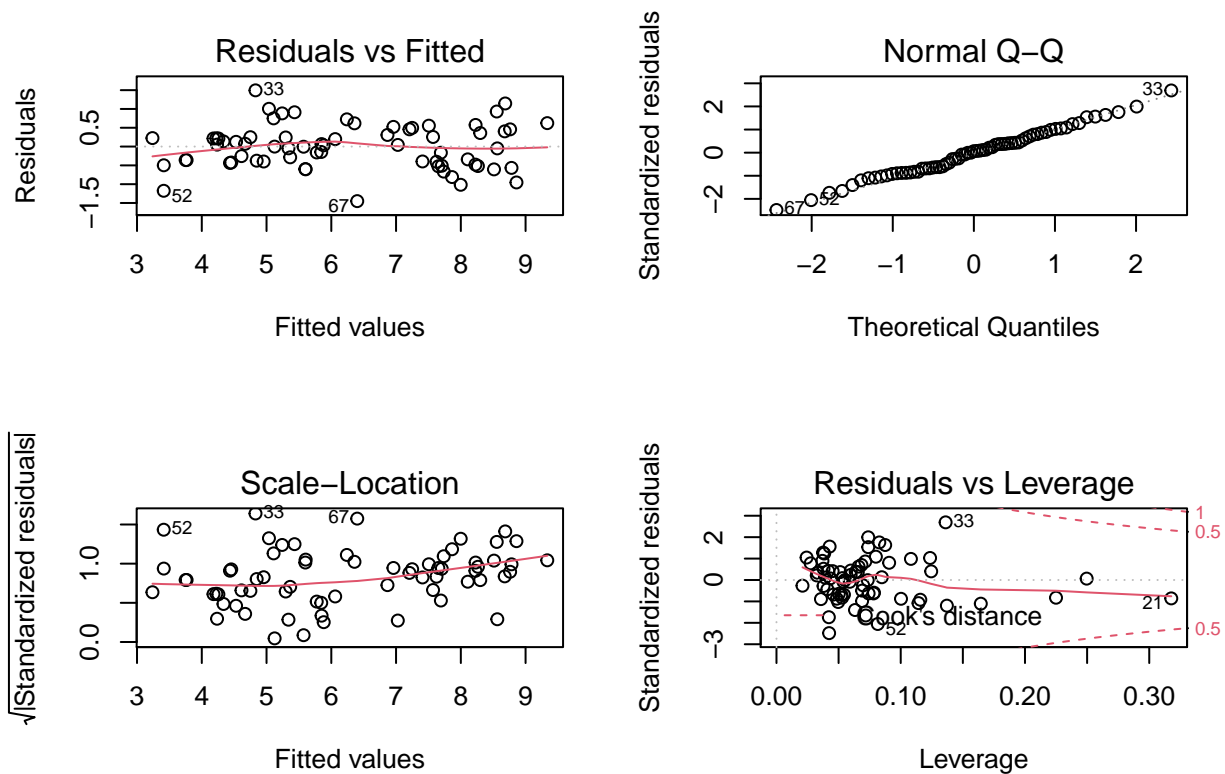 Residuals vs Fitted
Residuals
0.5
−1.5
33
52
67
3 4 5 6 7 8 9
Fitted values
Normal Q−Q
Standardized residuals
2
0
−2
33
52
67
−2 −1 0 1 2
Theoretical Quantiles
Scale−Location
√|Standardized residuals|
1.0
0.0
52
33
67
3 4 5 6 7 8 9
Fitted values
Residuals vs Leverage
Standardized residuals
2
0
−3
33
21
52
Cook's distance
1
0.5
0.5
0.00 0.10 0.20 0.30
Leverage